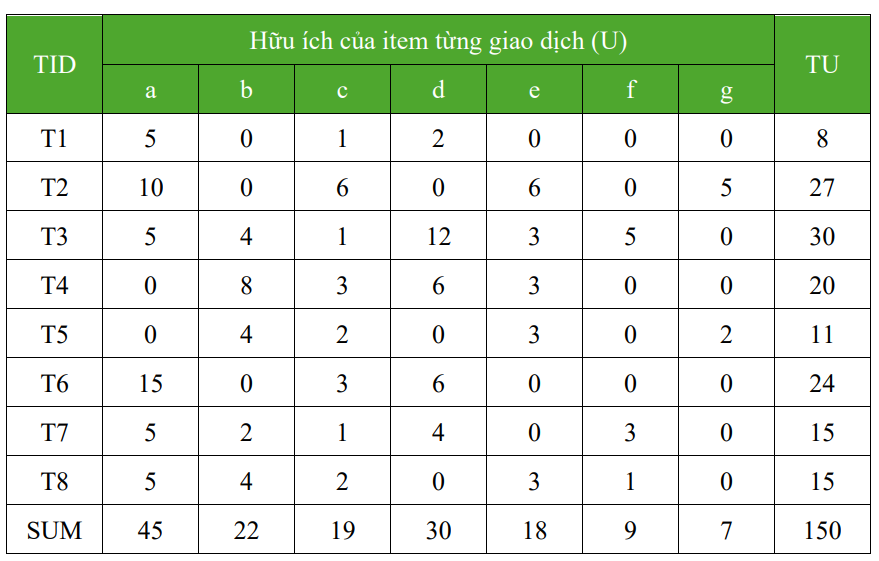 TID Hữu ích của item từng giao dịch (U) TU
a b c d e f g
T1 5 0 1 2 0 0 0 8
T2 10 0 6 0 6 0 5 27
T3 5 4 1 12 3 5 0 30
T4 0 8 3 6 3 0 0 20
T5 0 4 2 0 3 0 2 11
T6 15 0 3 6 0 0 0 24
T7 5 2 1 4 0 3 0 15
T8 5 4 2 0 3 1 0 15
SUM 45 22 19 30 18 9 7 150